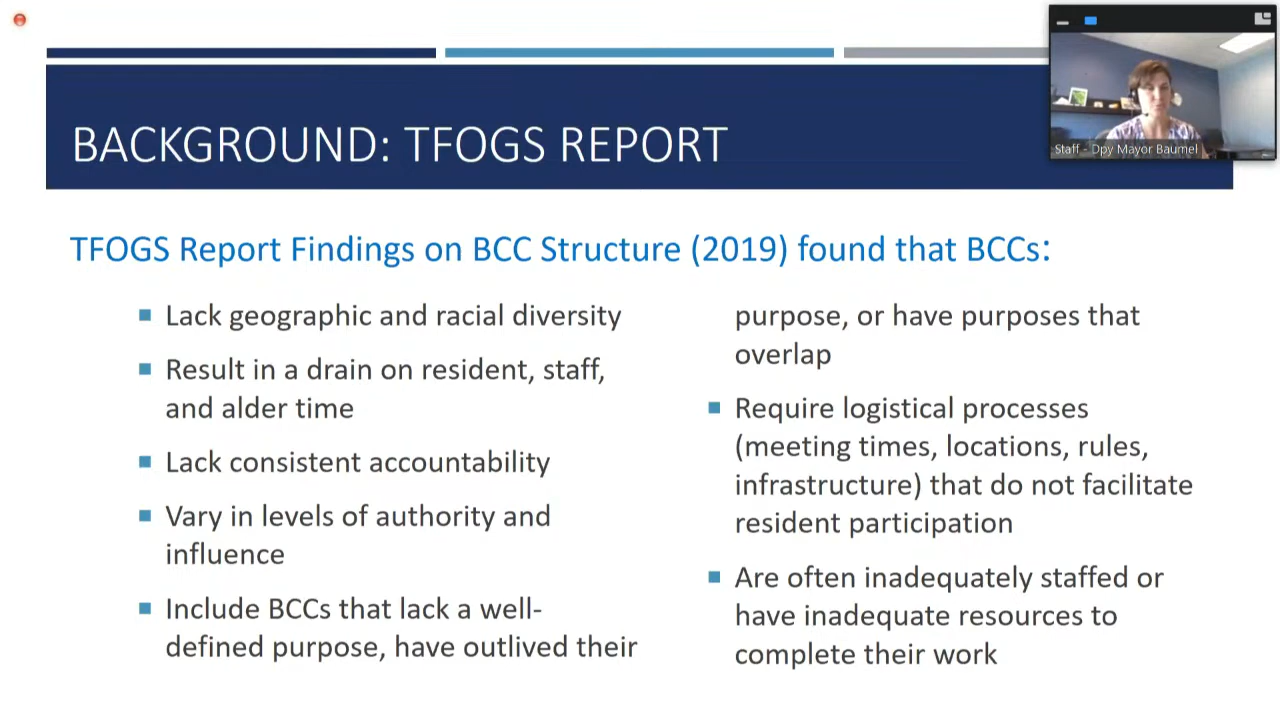 BACKGROUND: TFOGS REPORT
Staff - Dpy Mayor Baumel
TFOGS Report Findings on BCC Structure (2019) found that BCCs:
Lack geographic and racial diversity
Result in a drain on resident, staff,
and alder time
Lack consistent accountability
Vary in levels of authority and
influence
Include BCCs that lack a well-
defined purpose, have outlived their
purpose, or have purposes that
overlap
Require logistical processes
(meeting times, locations, rules,
infrastructure) that do not facilitate
resident participation
Are often inadequately staffed or
have inadequate resources to
complete their work